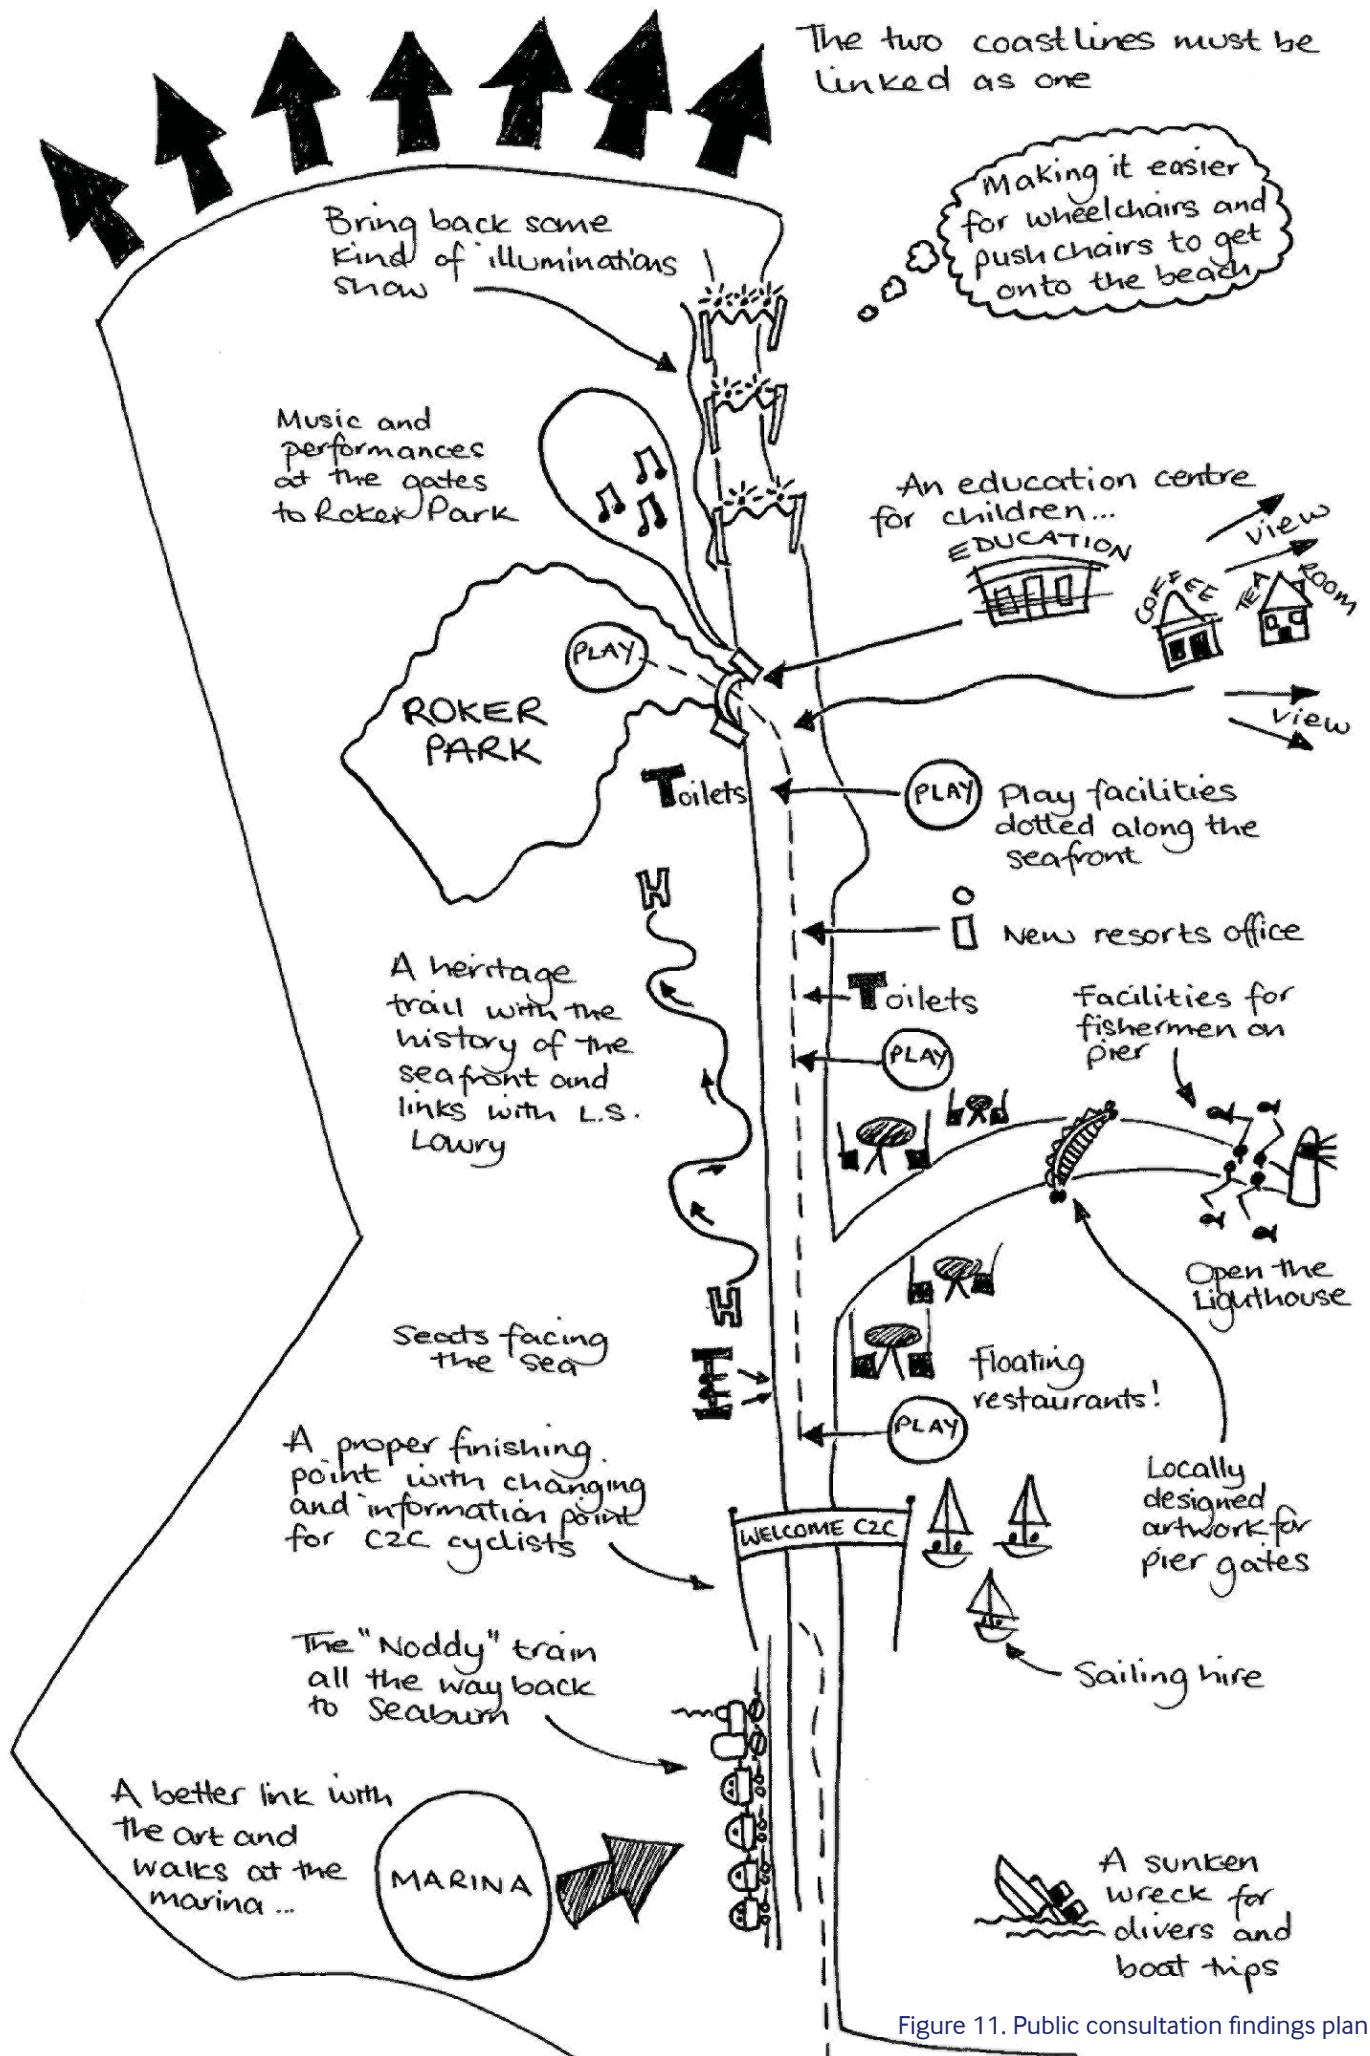 The two coastlines must be
linked as one
Making it easier
for wheelchairs and
pushchairs to get
onto the beach
Bring back some
kind of illuminations
show
Music and
performances
at the gates
to Roker Park
An education centre
for children...
EDUCATION
view
COFFEE
TEA ROOM
view
PLAY
ROKER
PARK
Toilets
PLAY
Play facilities
dotted along the
seafront
H
i
New resorts office
A heritage
trail with the
history of the
seafront and
links with L.S.
Lowry
Toilets
Facilities for
fishermen on
pier
PLAY
H
Open the
Lighthouse
Seats facing
the sea
Floating
restaurants!
PLAY
A proper finishing
point with changing
and information point
for C2C cyclists
Locally
designed
artwork for
pier gates
WELCOME C2C
The "Noddy" train
all the way back
to Seaburn
Sailing hire
A better link with
the art and
walks at the
marina ...
MARINA
A sunken
wreck for
divers and
boat trips
Figure 11. Public consultation findings plan